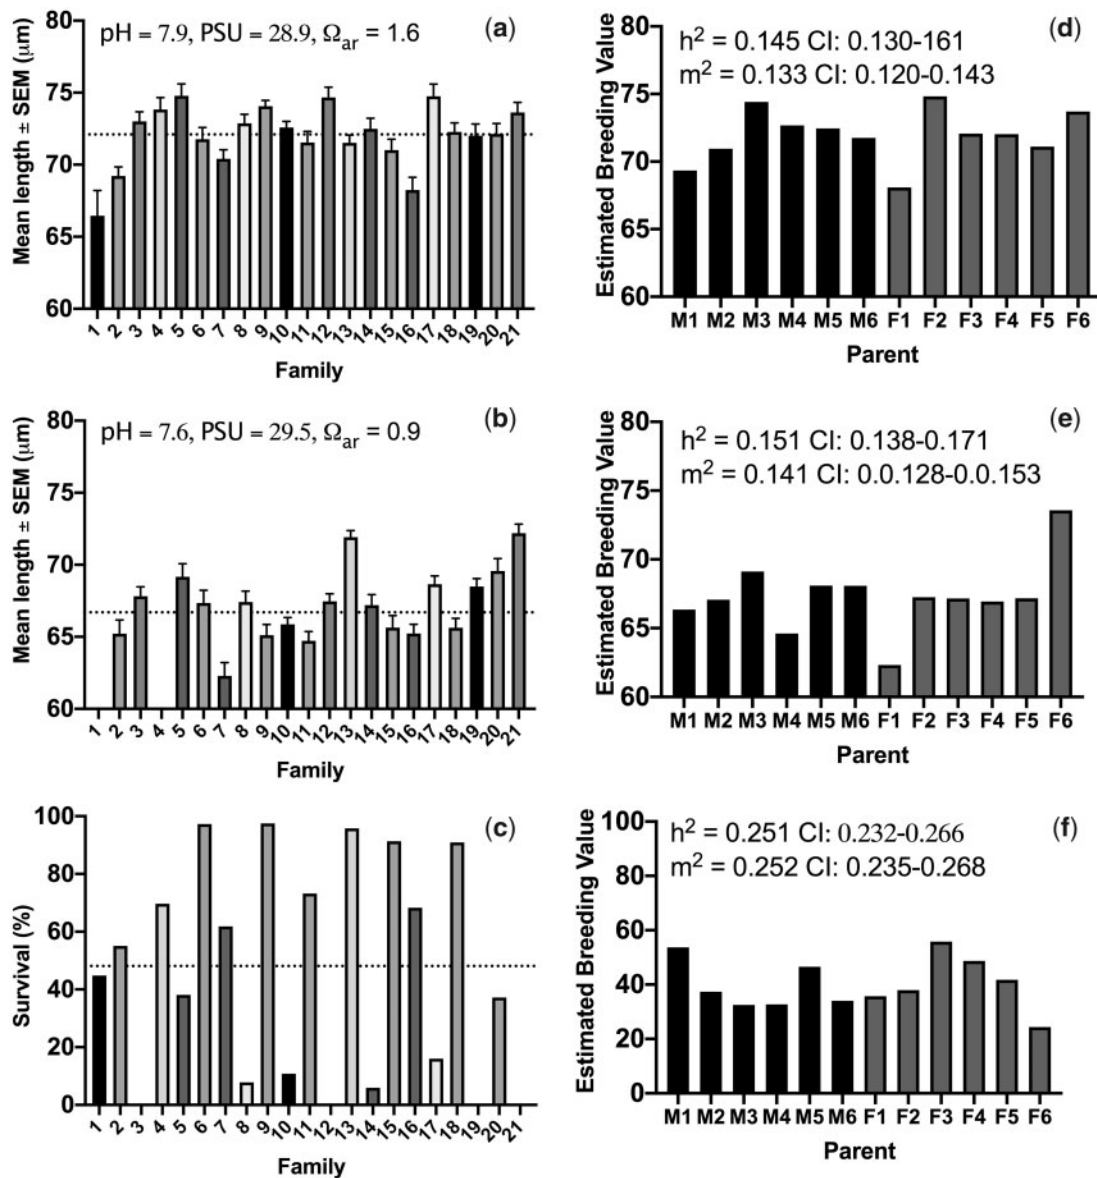 (a)
pH = 7.9, PSU = 28.9, Ωar = 1.6
Mean length ± SEM (μm)
80
75
70
65
60
1 2 3 4 5 6 7 8 9 10 11 12 13 14 15 16 17 18 19 20 21
Family
(d)
h2 = 0.145 CI: 0.130-161
m2 = 0.133 CI: 0.120-0.143
Estimated Breeding Value
80
75
70
65
60
M1 M2 M3 M4 M5 M6 F1 F2 F3 F4 F5 F6
Parent
(b)
pH = 7.6, PSU = 29.5, Ωar = 0.9
Mean length ± SEM (μm)
80
75
70
65
60
1 2 3 4 5 6 7 8 9 10 11 12 13 14 15 16 17 18 19 20 21
Family
(e)
h2 = 0.151 CI: 0.138-0.171
m2 = 0.141 CI: 0.0.128-0.0.153
Estimated Breeding Value
80
75
70
65
60
M1 M2 M3 M4 M5 M6 F1 F2 F3 F4 F5 F6
Parent
(c)
Survival (%)
100
80
60
40
20
0
1 2 3 4 5 6 7 8 9 10 11 12 13 14 15 16 17 18 19 20 21
Family
(f)
h2 = 0.251 CI: 0.232-0.266
m2 = 0.252 CI: 0.235-0.268
Estimated Breeding Value
100
80
60
40
20
0
M1 M2 M3 M4 M5 M6 F1 F2 F3 F4 F5 F6
Parent